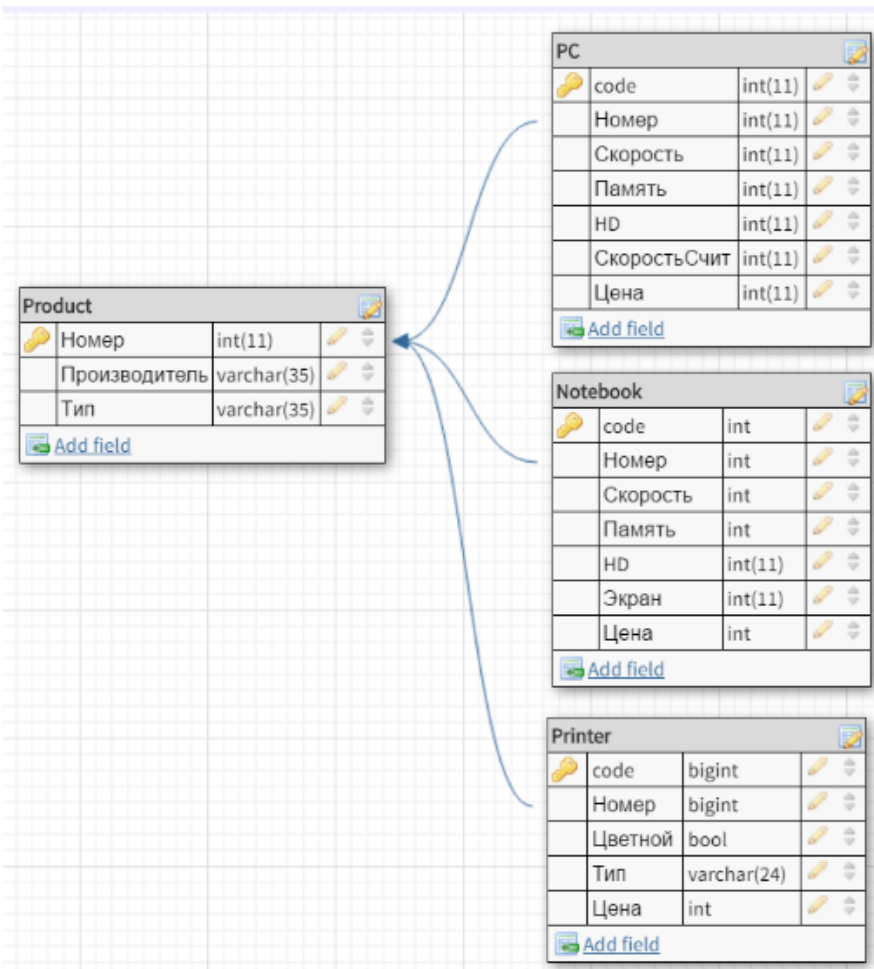 Product
Номер int(11)
Производитель varchar(35)
Тип varchar(35)
Add field
PC
code int(11)
Номер int(11)
Скорость int(11)
Память int(11)
HD int(11)
СкоростьСчит int(11)
Цена int(11)
Add field
Notebook
code int
Номер int
Скорость int
Память int
HD int(11)
Экран int(11)
Цена int
Add field
Printer
code bigint
Номер bigint
Цветной bool
Тип varchar(24)
Цена int
Add field